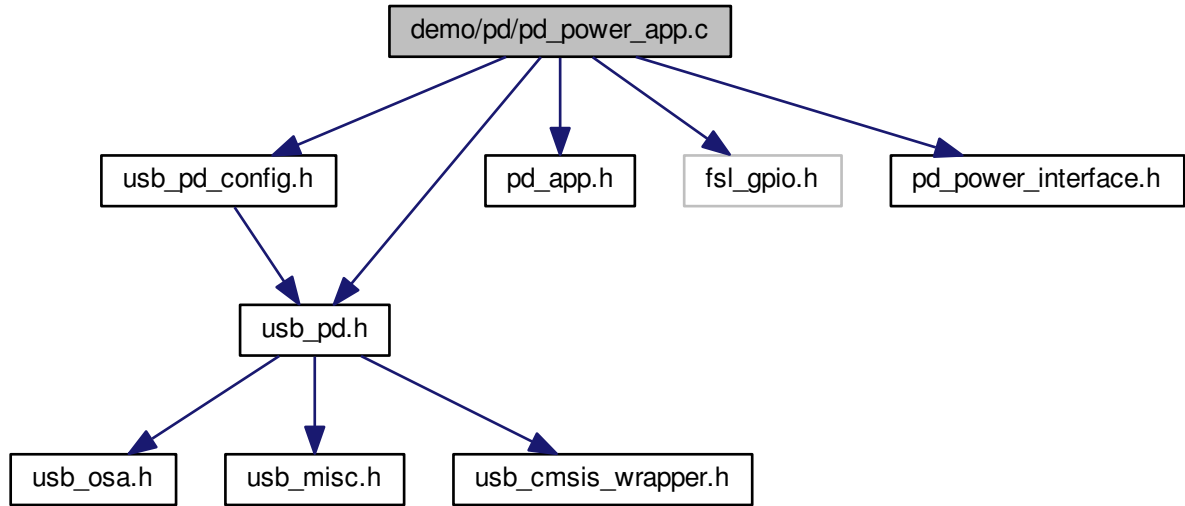 demo/pd/pd_power_app.c
usb_pd_config.h
pd_app.h
fsl_gpio.h
pd_power_interface.h
usb_pd.h
usb_osa.h
usb_misc.h
usb_cmsis_wrapper.h